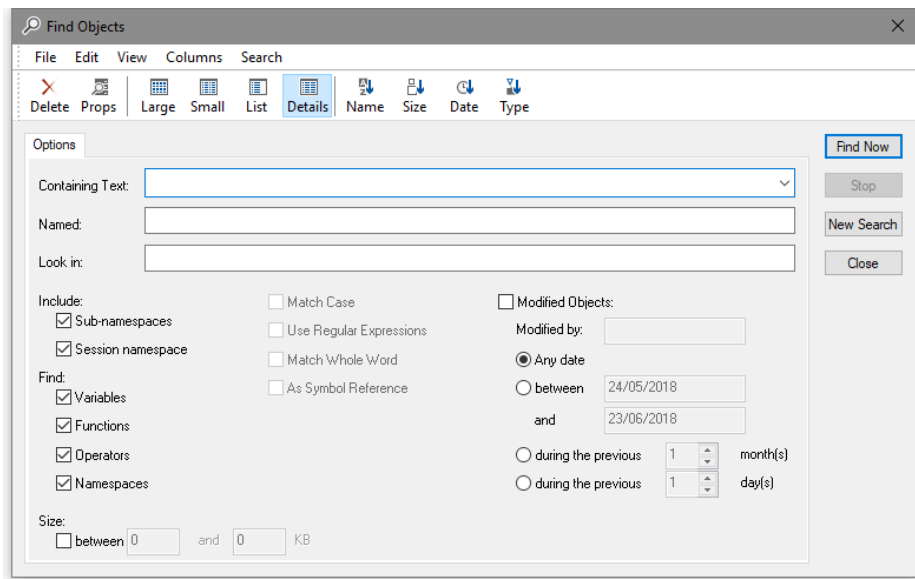 Find Objects
File Edit View Columns Search
Delete Props Large Small List Details Name Size Date Type
Options
Find Now
Containing Text:
Stop
Named:
New Search
Look in:
Close
Include:
Sub-namespaces
Session namespace
Find:
Variables
Functions
Operators
Namespaces
Size:
between 0 and 0 KB
Match Case
Use Regular Expressions
Match Whole Word
As Symbol Reference
Modified Objects:
Modified by:
Any date
between 24/05/2018
and 23/06/2018
during the previous 1 month(s)
during the previous 1 day(s)